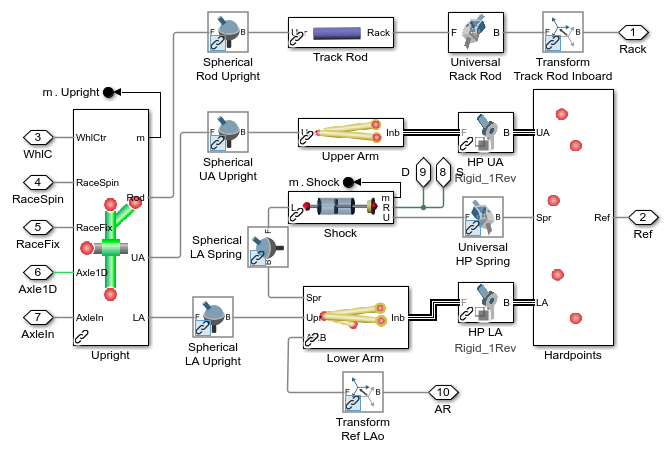 F B
Spherical
Rod Upright
Rack
Track Rod
F B
Universal
Rack Rod
F B
Transform
Track Rod Inboard
1
Rack
m . Upright
WhlCtr
m
RaceSpin
Rod
RaceFix
Axle1D
UA
AxleIn
LA
Upright
3
WhlC
4
RaceSpin
5
RaceFix
6
Axle1D
7
AxleIn
F B
Spherical
UA Upright
Inb
Upper Arm
F B
HP UA
Rigid_1Rev
D
9
8
S
m . Shock
L
m
R
U
Shock
F
B
Spherical
LA Spring
F B
Universal
HP Spring
UA
Spr
Ref
LA
Hardpoints
2
Ref
F B
Spherical
LA Upright
Spr
Upr
Inb
B
Lower Arm
F B
HP LA
Rigid_1Rev
F B
Transform
Ref LAo
10
AR